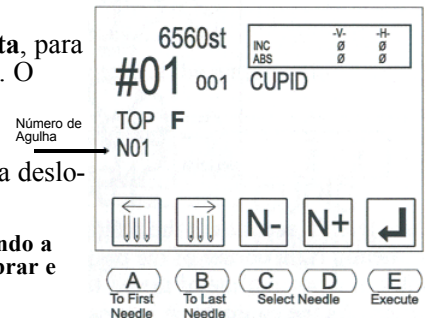 ta, para
. O
Número de
Agulha
a deslo-
ndo a
orar e
6560st
-V- -H-
INC Ø Ø
ABS Ø Ø
#01 001 CUPID
TOP F
N01
N- N+
A B C D E
To First Needle
To Last Needle
Select Needle
Execute